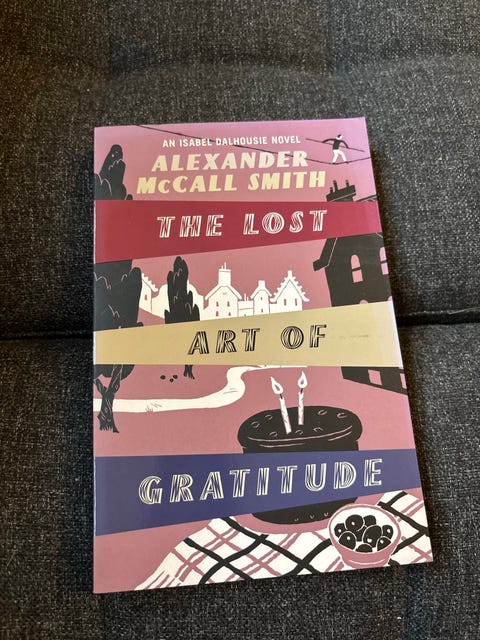 AN ISABEL DALHOUSIE NOVEL
ALEXANDER
McCALL SMITH
THE LOST
ART OF
GRATITUDE